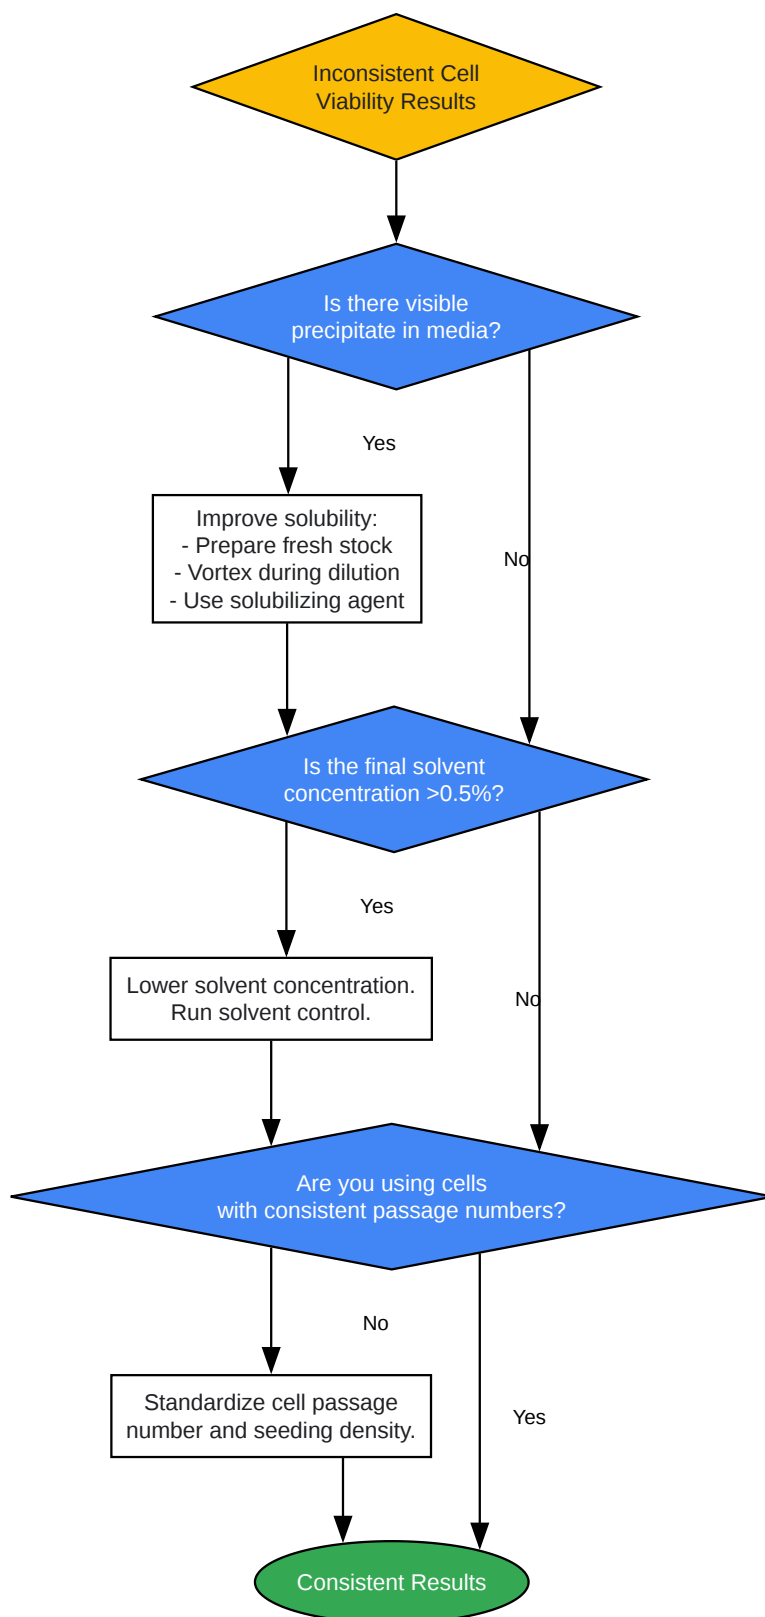 Inconsistent Cell
Viability Results
Is there visible
precipitate in media?
Yes
Improve solubility:
- Prepare fresh stock
- Vortex during dilution
- Use solubilizing agent
No
Is the final solvent
concentration >0.5%?
Yes
Lower solvent concentration.
Run solvent control.
No
Are you using cells
with consistent passage numbers?
No
Standardize cell passage
number and seeding density.
Yes
Consistent Results